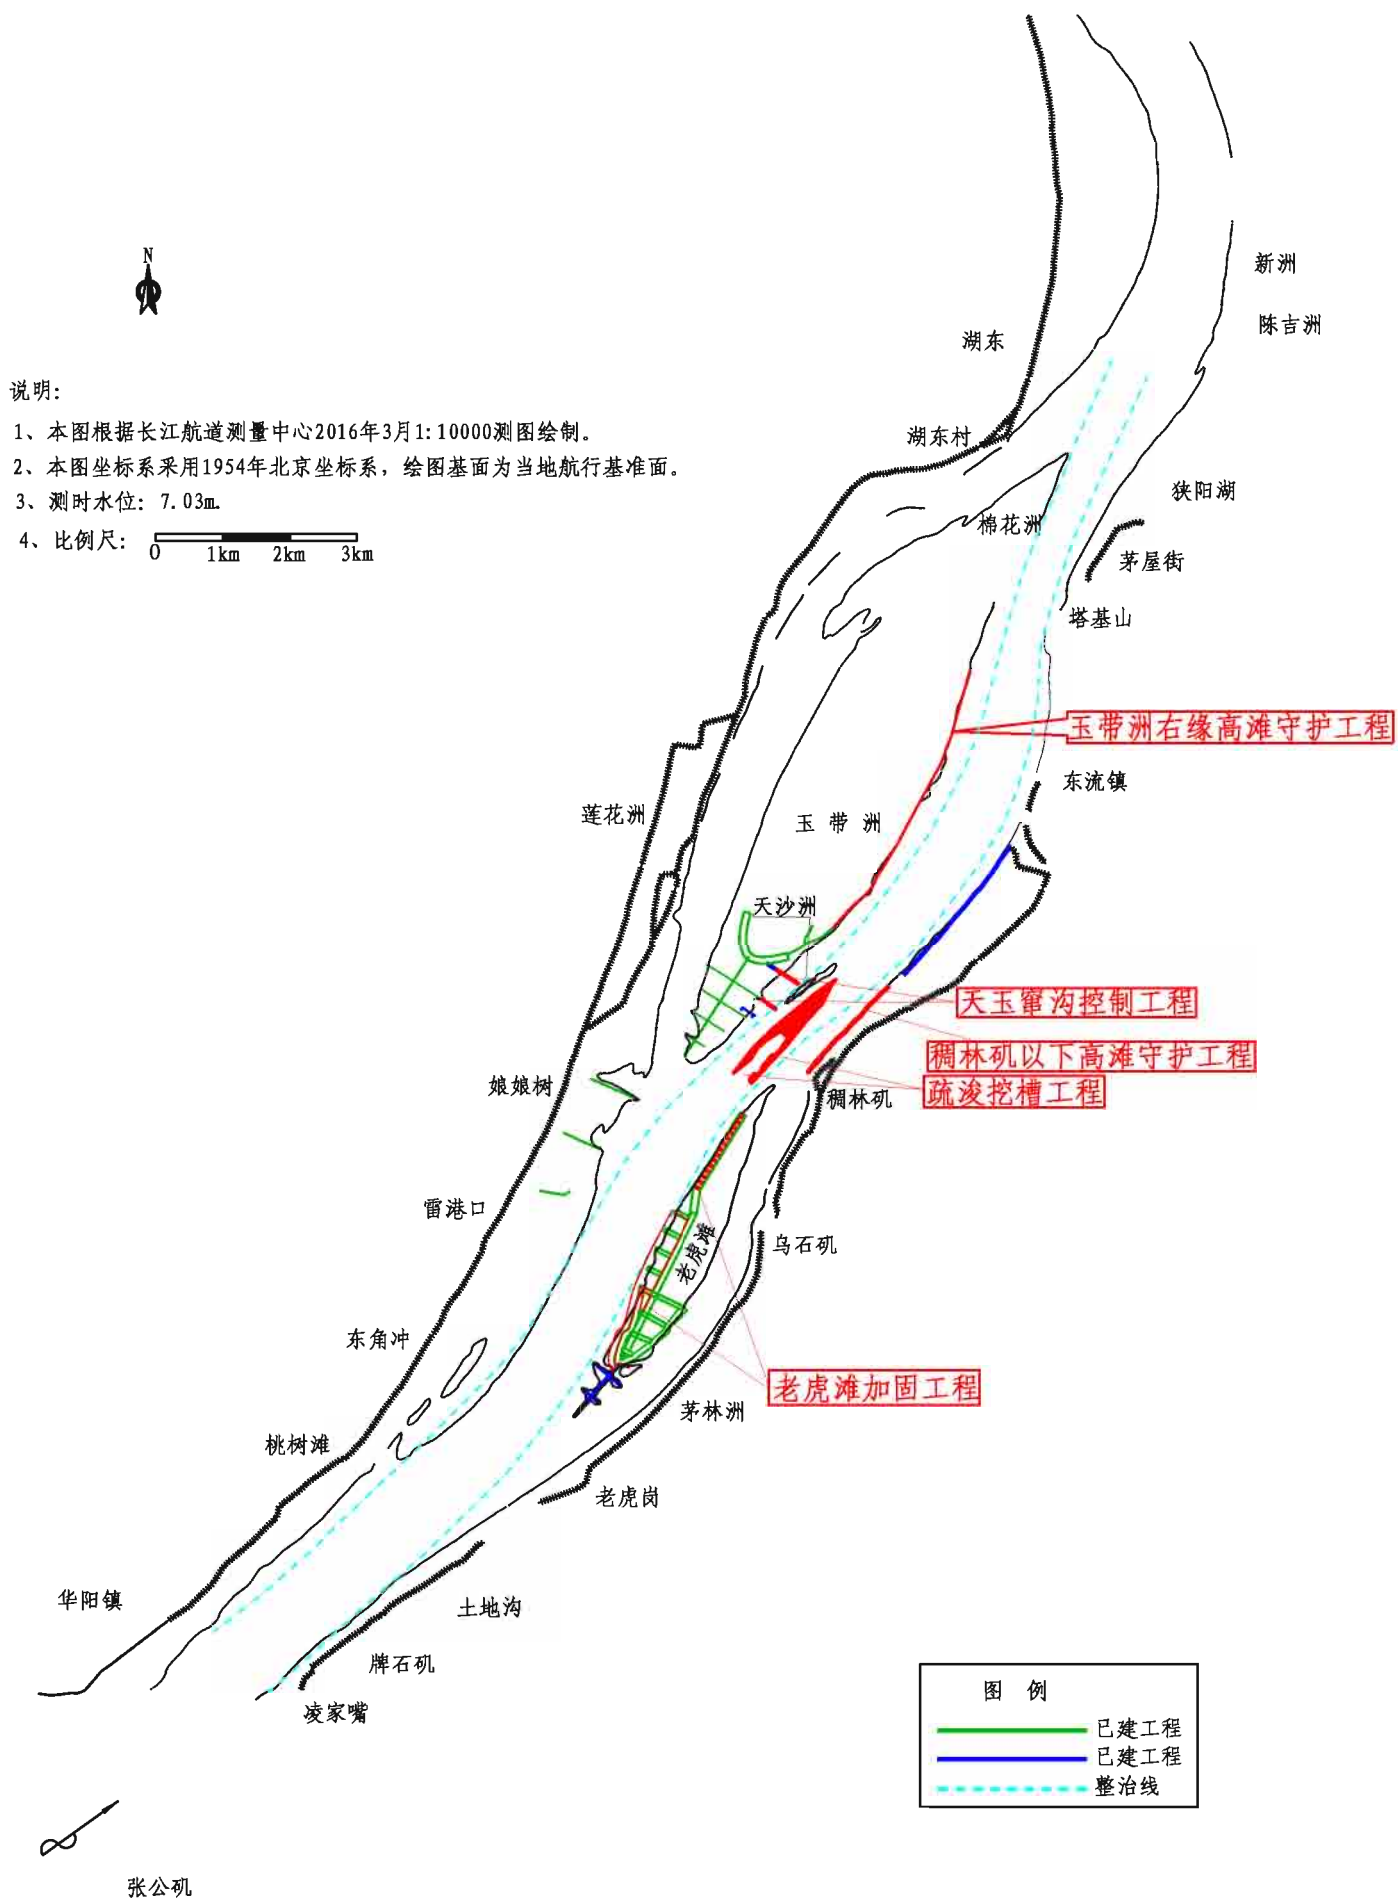 N
新洲
陈吉洲
湖东
说明:
1、本图根据长江航道测量中心2016年3月1:10000测图绘制。
湖东村
2、本图坐标系采用1954年北京坐标系，绘图基面为当地航行基准面。
3、测时水位: 7.03m.
狭阳湖
棉花洲
4、比例尺:
0 1km 2km 3km
茅屋街
塔基山
玉带洲右缘高滩守护工程
东流镇
莲花洲
玉带洲
天沙洲
天玉窜沟控制工程
稠林矶以下高滩守护工程
娘娘树
疏浚挖槽工程
稠林矶
雷港口
乌石矶
老虎滩
东角冲
老虎滩加固工程
茅林洲
桃树滩
老虎岗
华阳镇
土地沟
牌石矶
凌家嘴
图例
已建工程
已建工程
整治线
张公矶